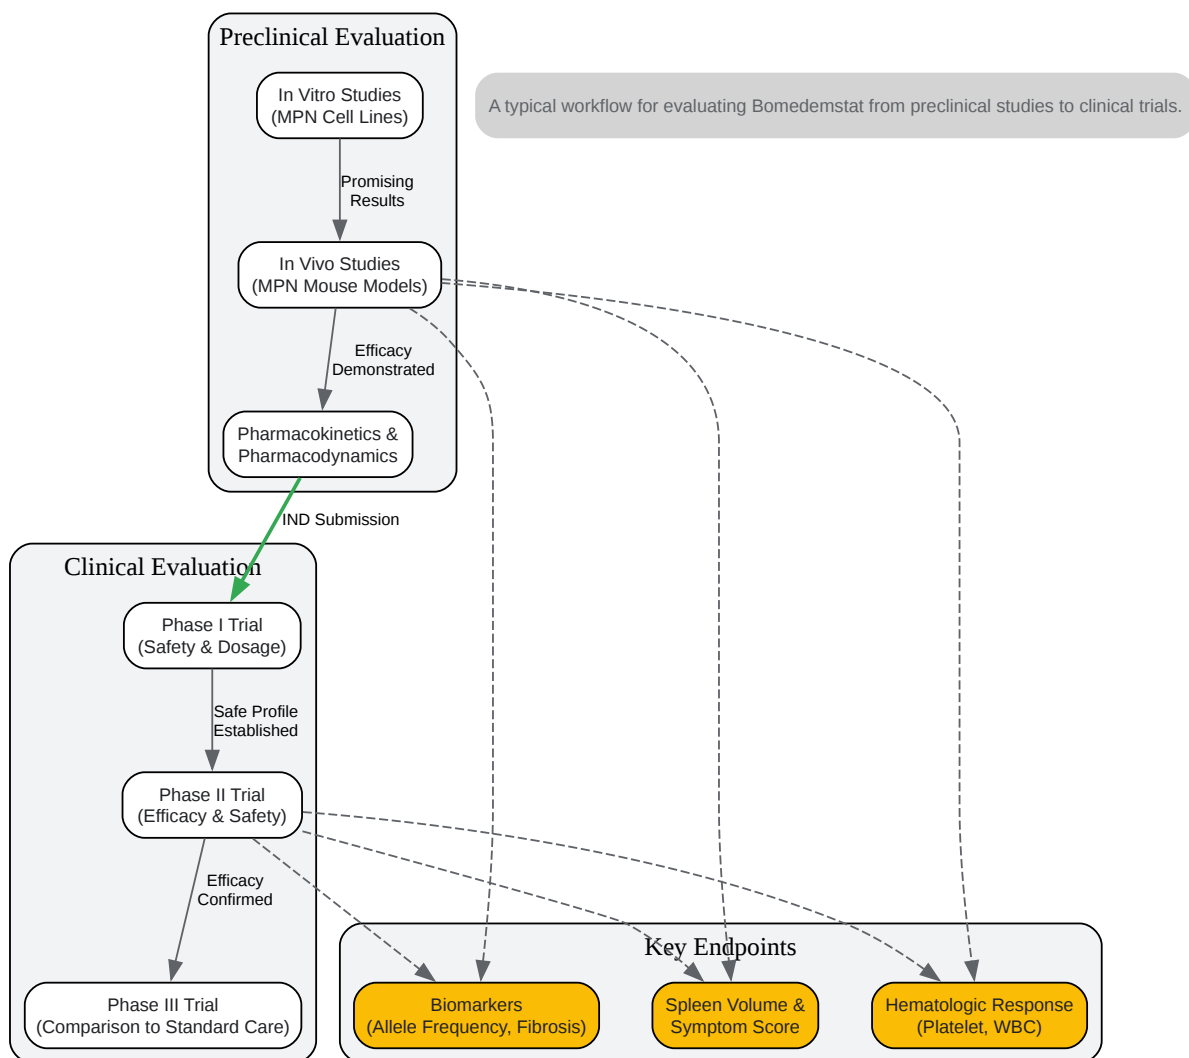 Preclinical Evaluation
In Vitro Studies
(MPN Cell Lines)
A typical workflow for evaluating Bomedemstat from preclinical studies to clinical trials.
Promising
Results
In Vivo Studies
(MPN Mouse Models)
Efficacy
Demonstrated
Pharmacokinetics &
Pharmacodynamics
IND Submission
Clinical Evaluation
Phase I Trial
(Safety & Dosage)
Safe Profile
Established
Phase II Trial
(Efficacy & Safety)
Efficacy
Confirmed
Phase III Trial
(Comparison to Standard Care)
Key Endpoints
Biomarkers
(Allele Frequency, Fibrosis)
Spleen Volume &
Symptom Score
Hematologic Response
(Platelet, WBC)